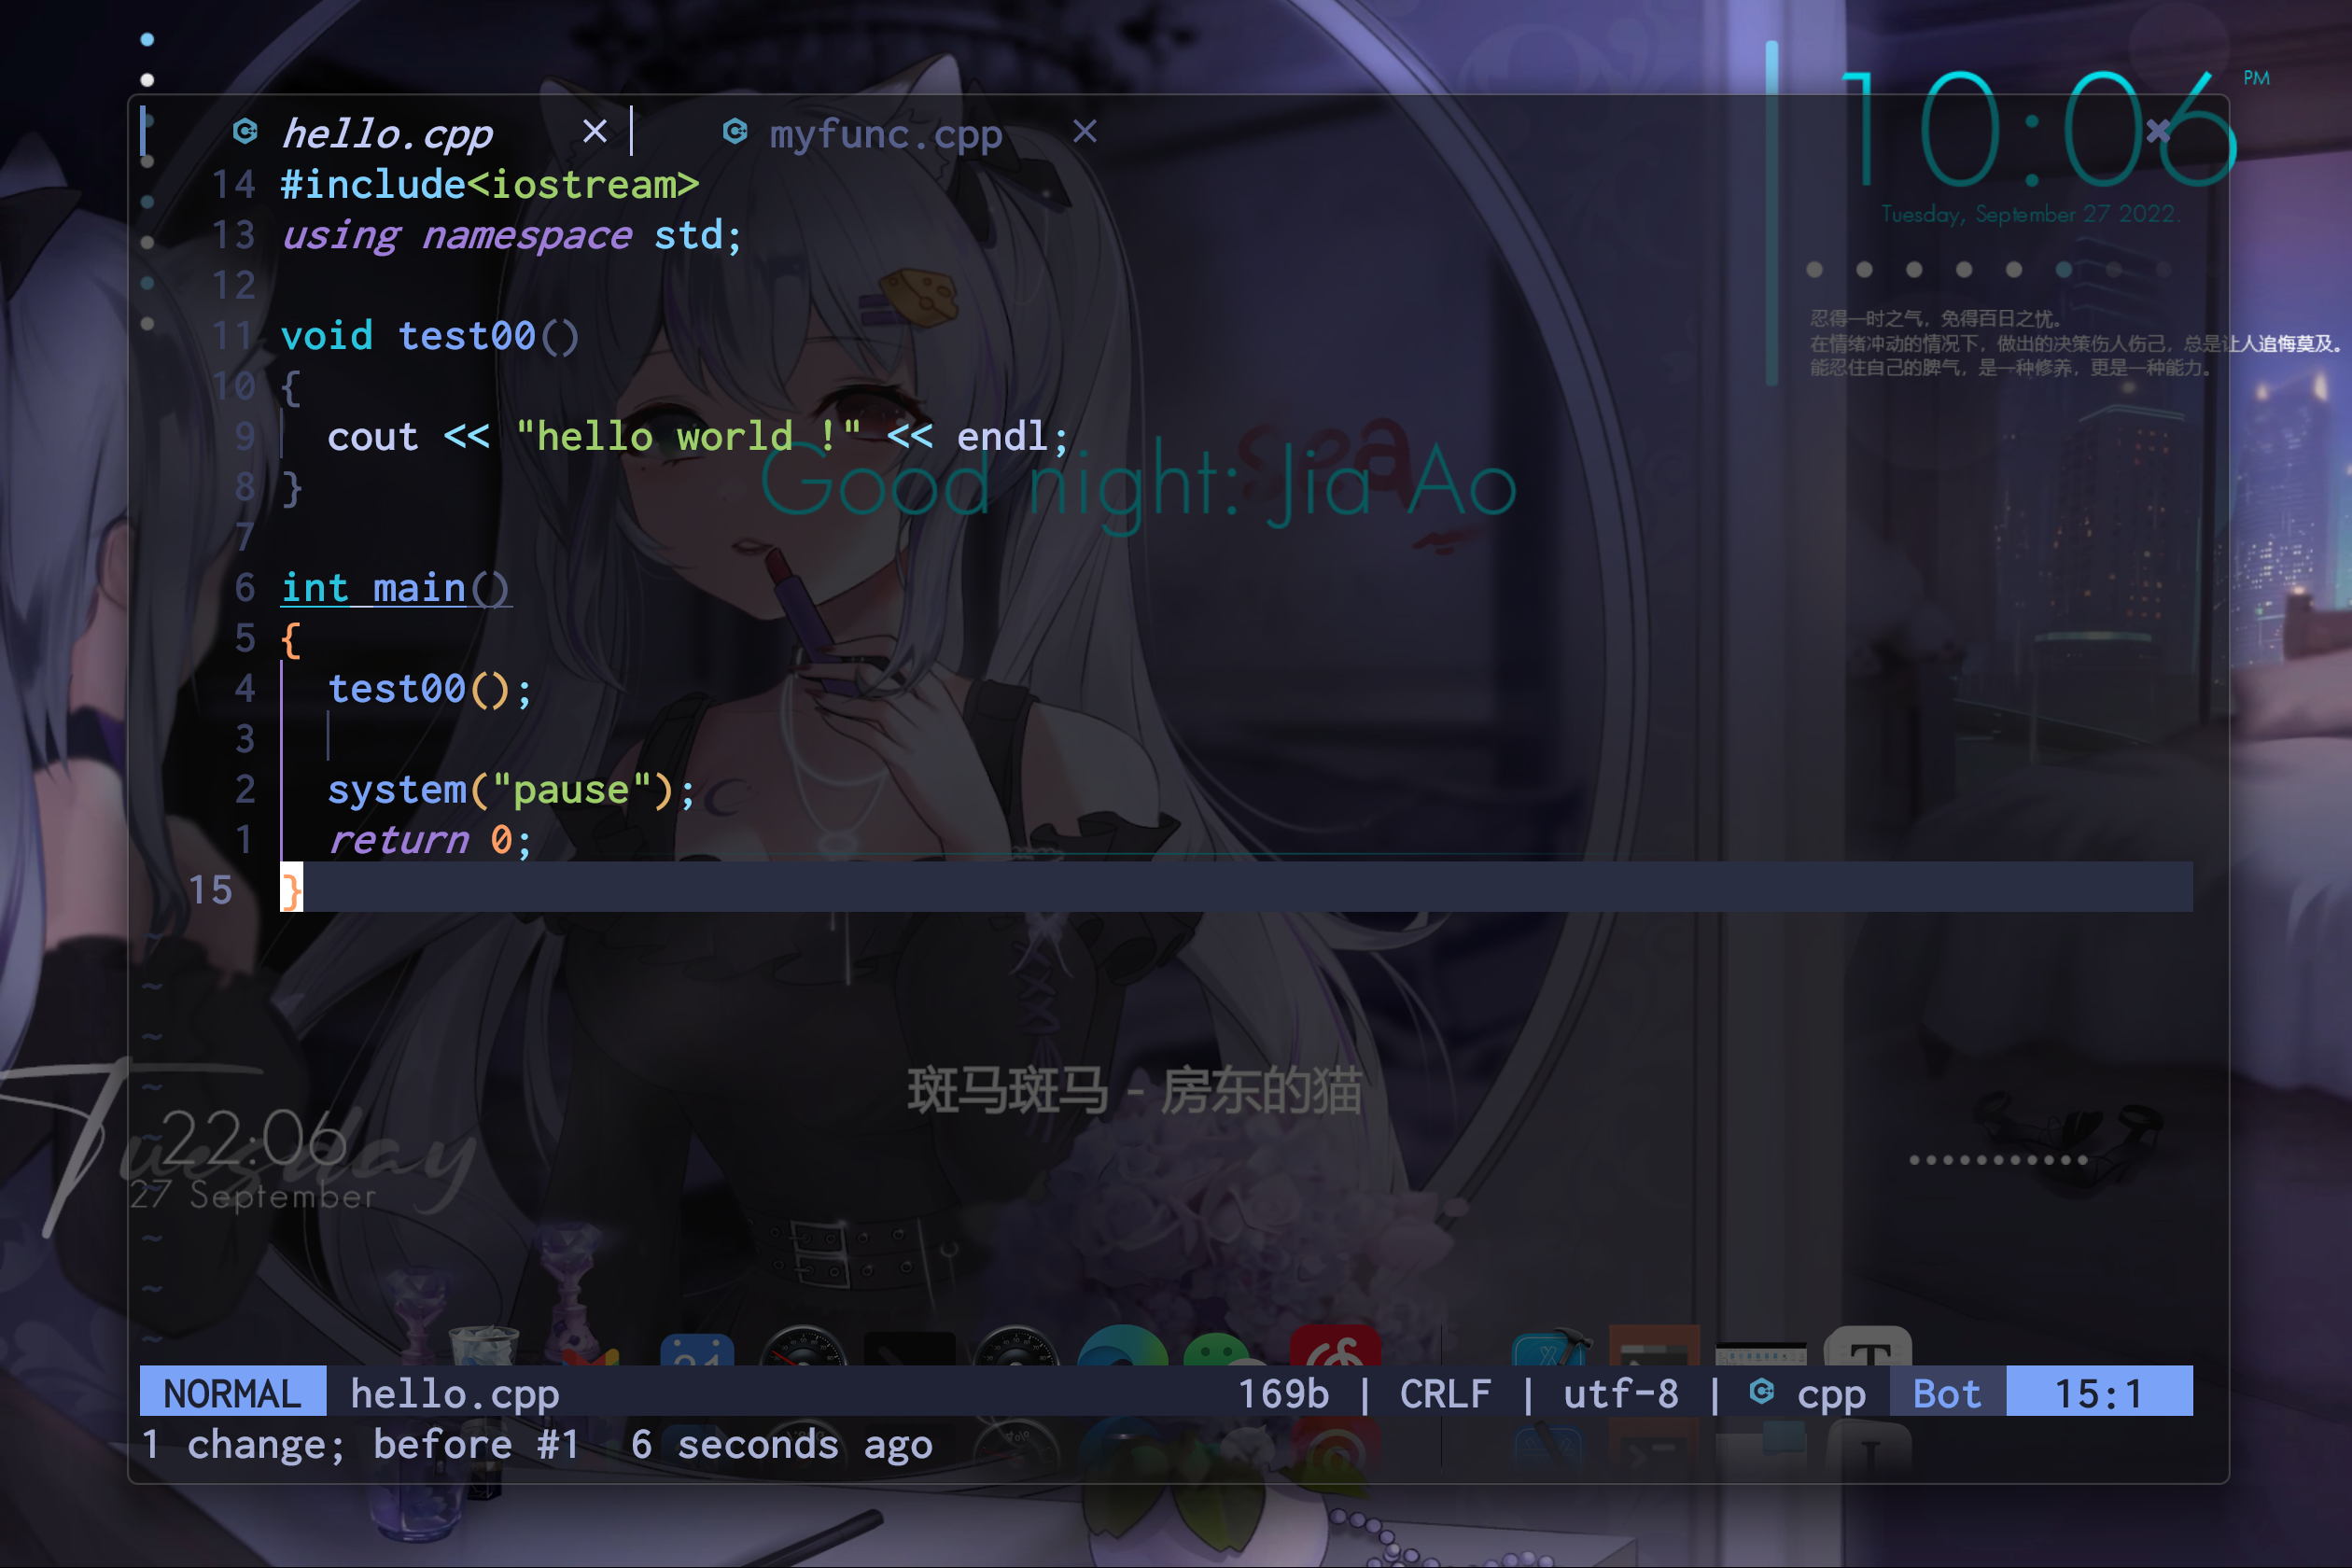 10:06 PM
Tuesday, September 27 2022.
忍得一时之气，免得百日之忧。
在情绪冲动的情况下，做出的决策伤人伤己，总是让人追悔莫及。
能忍住自己的脾气，是一种修养，更是一种能力。
hello.cpp × myfunc.cpp ×
14 #include<iostream>
13 using namespace std;
12
11 void test00()
10 {
9 cout << "hello world !" << endl;
8 }
7
6 int main()
5 {
4 test00();
3
2 system("pause");
1 return 0;
15 }
~
~
~
~
~
~
~
~
~
Sea
Good night: Jia Ao
斑马斑马 - 房东的猫
Tuesday
22:06
27 September
NORMAL hello.cpp 169b | CRLF | utf-8 | cpp Bot 15:1
1 change; before #1 6 seconds ago